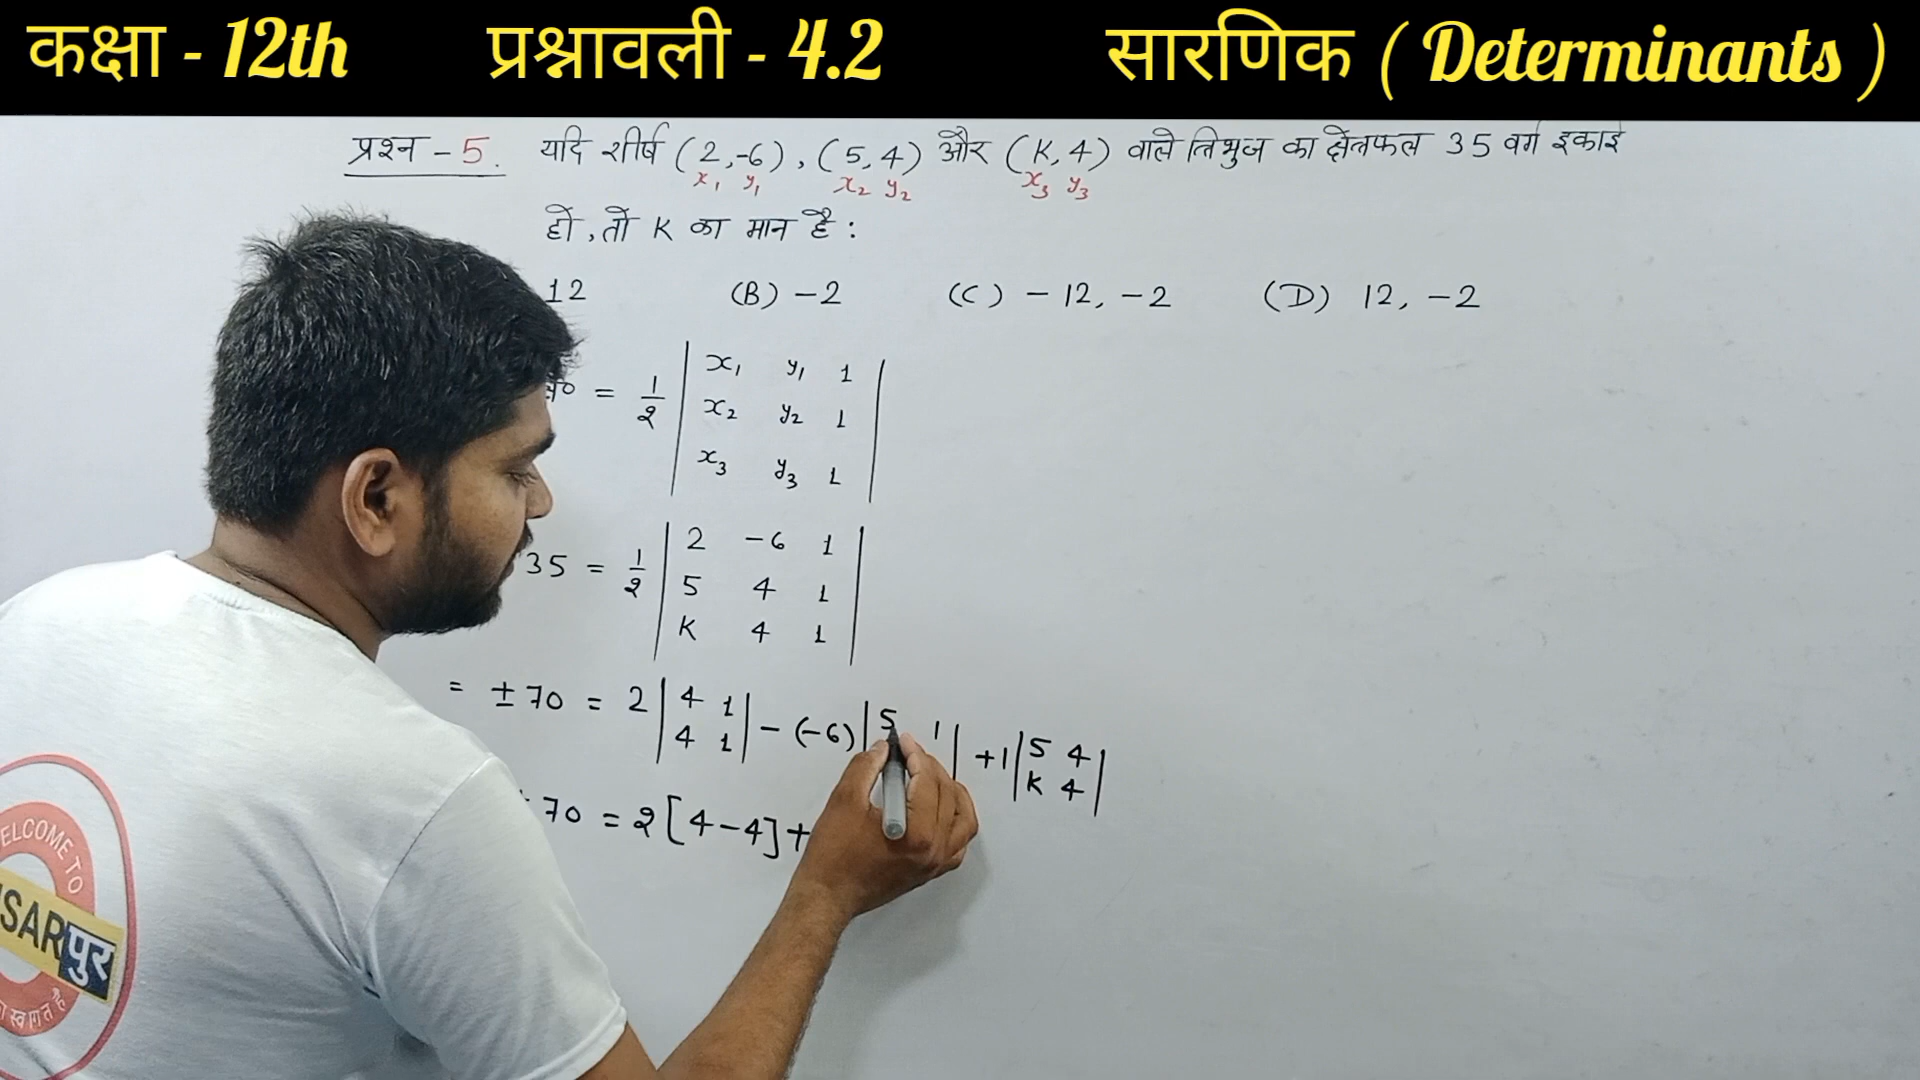 कक्षा - 12th प्रश्नावली - 4.2 सारणिक ( Determinants )
प्रश्न - 5. यदि शीर्ष (2,-6), (5,4) और (K,4) वाले त्रिभुज का क्षेत्रफल 35 वर्ग इकाई
x₁ y₁ x₂ y₂ x₃ y₃
हो, तो K का मान है :
12 (B) -2 (C) -12, -2 (D) 12, -2
= 1/2 | x₁ y₁ 1 |
| x₂ y₂ 1 |
| x₃ y₃ 1 |
35 = 1/2 | 2 -6 1 |
| 5 4 1 |
| K 4 1 |
= ± 70 = 2 | 4 1 | - (-6) | 5 1 | + 1 | 5 4 |
| 4 1 | | K 4 |
70 = 2 [4-4] +
ELCOME TO
SARपुर
स्वागत है